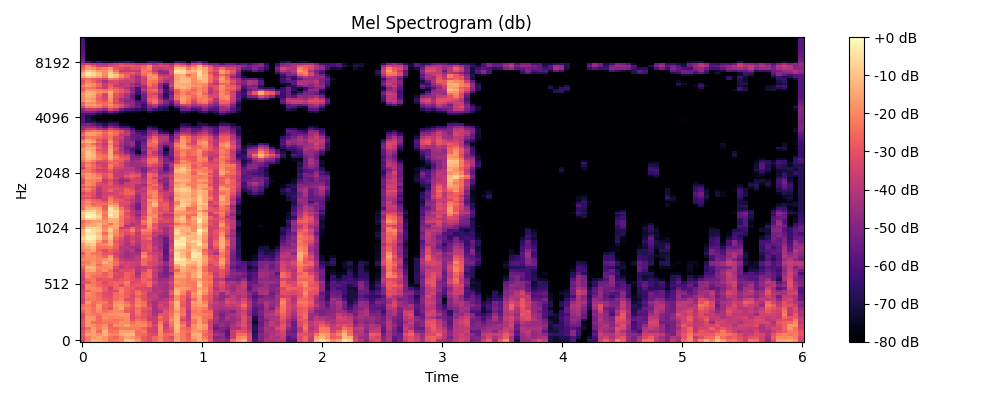 Mel Spectrogram (db)
Hz
8192
4096
2048
1024
512
0
0 1 2 3 4 5 6
Time
+0 dB
-10 dB
-20 dB
-30 dB
-40 dB
-50 dB
-60 dB
-70 dB
-80 dB